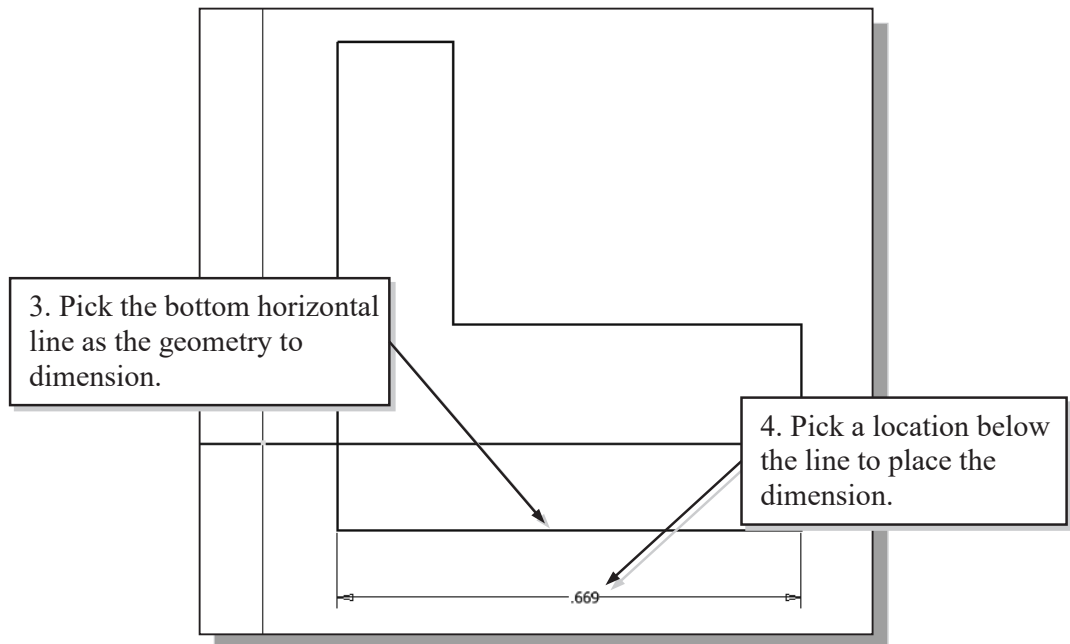 3. Pick the bottom horizontal
line as the geometry to
dimension.
4. Pick a location below
the line to place the
dimension.
.669